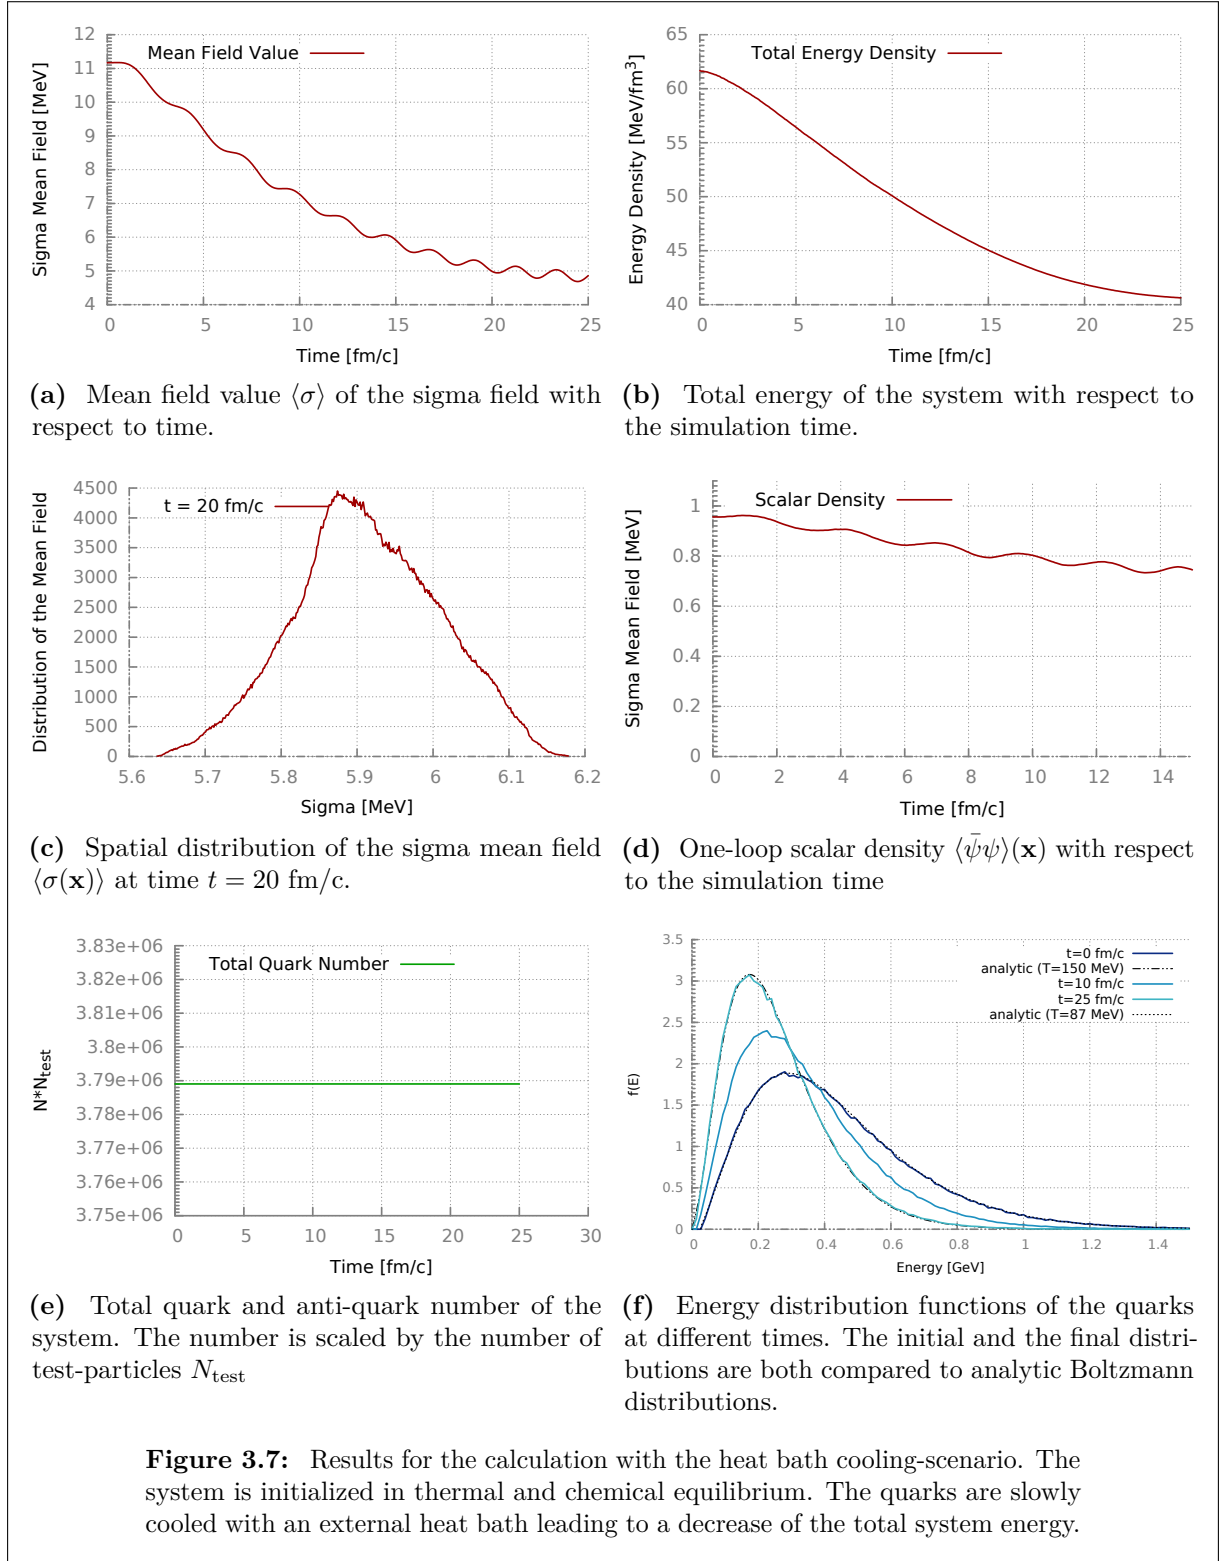 12
11
10
9
8
7
6
5
4
Sigma Mean Field [MeV]
Mean Field Value
0 5 10 15 20 25
Time [fm/c]
65
60
55
50
45
40
Energy Density [MeV/fm³]
Total Energy Density
0 5 10 15 20 25
Time [fm/c]
(a) Mean field value ⟨σ⟩ of the sigma field with
respect to time.
(b) Total energy of the system with respect to
the simulation time.
4500
4000
3500
3000
2500
2000
1500
1000
500
0
Distribution of the Mean Field
t = 20 fm/c
5.6 5.7 5.8 5.9 6 6.1 6.2
Sigma [MeV]
1
0.8
0.6
0.4
0.2
0
Sigma Mean Field [MeV]
Scalar Density
0 2 4 6 8 10 12 14
Time [fm/c]
(c) Spatial distribution of the sigma mean field
⟨σ(x)⟩ at time t = 20 fm/c.
(d) One-loop scalar density ⟨ψ̄ψ⟩(x) with respect
to the simulation time
3.83e+06
3.82e+06
3.81e+06
3.8e+06
3.79e+06
3.78e+06
3.77e+06
3.76e+06
3.75e+06
N*N_test
Total Quark Number
0 5 10 15 20 25 30
Time [fm/c]
3.5
3
2.5
2
1.5
1
0.5
0
f(E)
t=0 fm/c
analytic (T=150 MeV)
t=10 fm/c
t=25 fm/c
analytic (T=87 MeV)
0 0.2 0.4 0.6 0.8 1 1.2 1.4
Energy [GeV]
(e) Total quark and anti-quark number of the
system. The number is scaled by the number of
test-particles N_test
(f) Energy distribution functions of the quarks
at different times. The initial and the final distri-
butions are both compared to analytic Boltzmann
distributions.
Figure 3.7: Results for the calculation with the heat bath cooling-scenario. The
system is initialized in thermal and chemical equilibrium. The quarks are slowly
cooled with an external heat bath leading to a decrease of the total system energy.